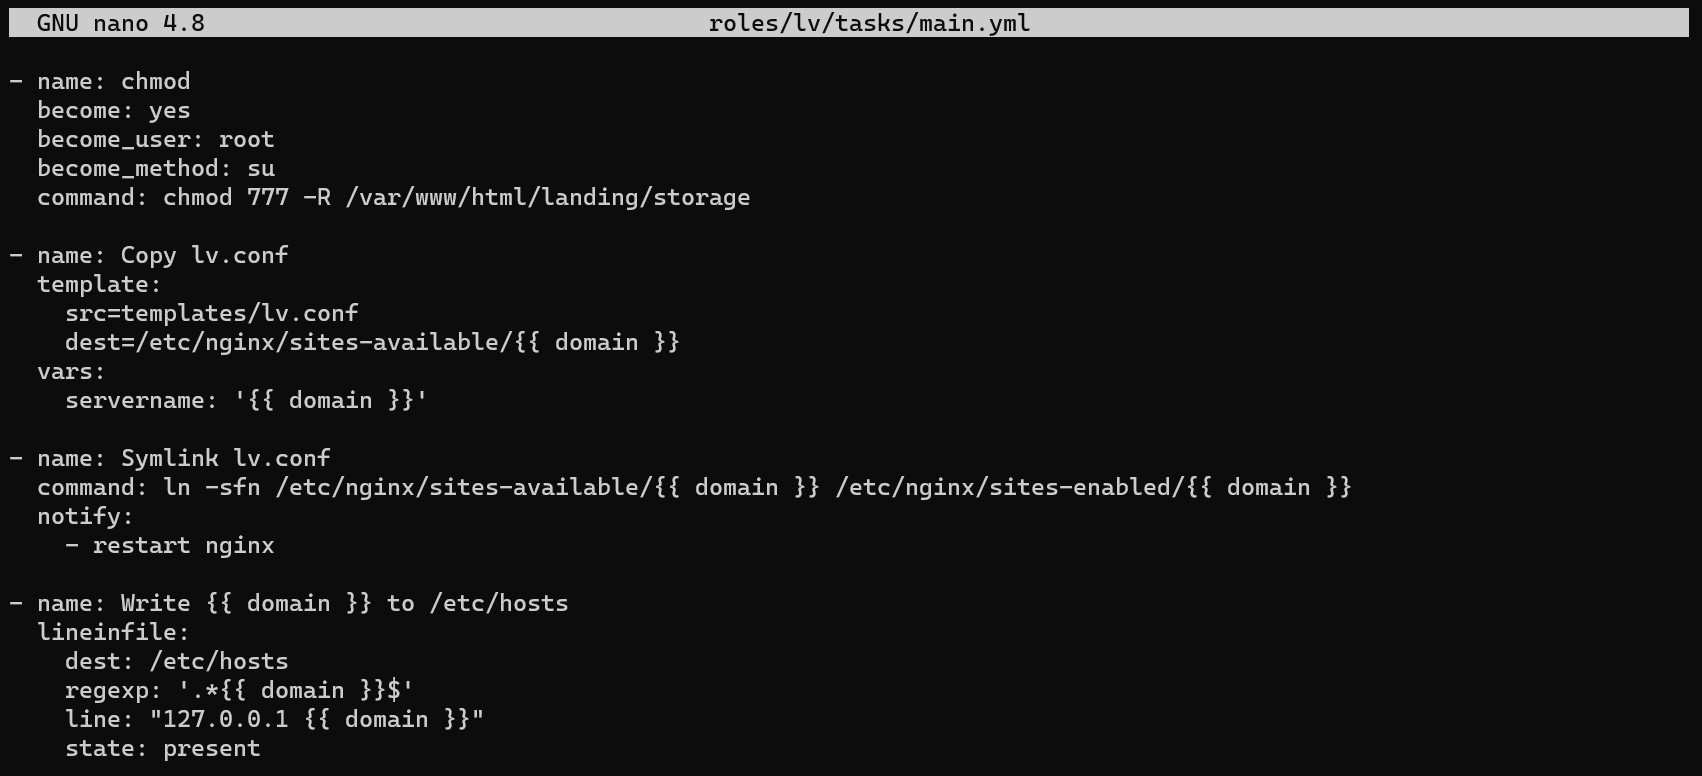 GNU nano 4.8 roles/lv/tasks/main.yml
- name: chmod
  become: yes
  become_user: root
  become_method: su
  command: chmod 777 -R /var/www/html/landing/storage
- name: Copy lv.conf
  template:
    src=templates/lv.conf
    dest=/etc/nginx/sites-available/{{ domain }}
  vars:
    servername: '{{ domain }}'
- name: Symlink lv.conf
  command: ln -sfn /etc/nginx/sites-available/{{ domain }} /etc/nginx/sites-enabled/{{ domain }}
  notify:
    - restart nginx
- name: Write {{ domain }} to /etc/hosts
  lineinfile:
    dest: /etc/hosts
    regexp: '.*{{ domain }}$'
    line: "127.0.0.1 {{ domain }}"
    state: present